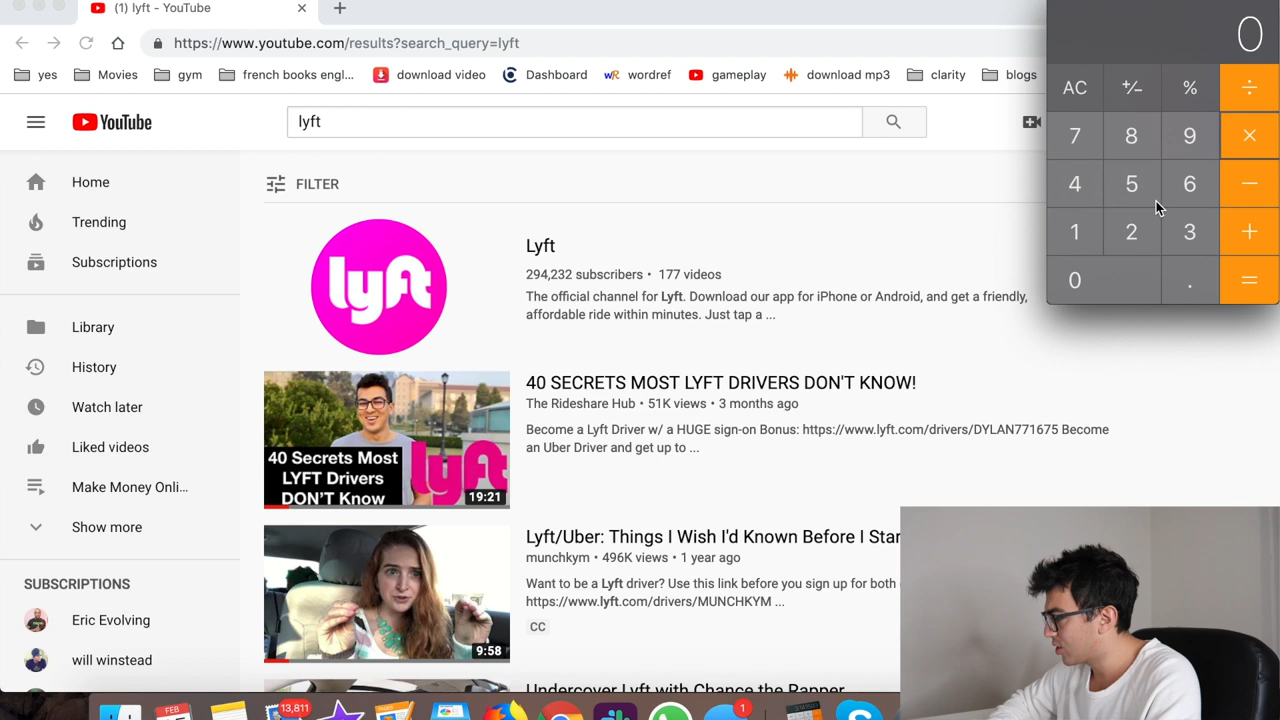 (1) lyft - YouTube
https://www.youtube.com/results?search_query=lyft
yes Movies gym french books engl... download video Dashboard wordref gameplay download mp3 clarity blogs
YouTube
lyft
0
AC +/− % ÷
7 8 9 ×
4 5 6 −
1 2 3 +
0 . =
Home
Trending
Subscriptions
Library
History
Watch later
Liked videos
Make Money Onli...
Show more
SUBSCRIPTIONS
Eric Evolving
will winstead
FILTER
lyft
Lyft
294,232 subscribers • 177 videos
The official channel for Lyft. Download our app for iPhone or Android, and get a friendly,
affordable ride within minutes. Just tap a ...
40 Secrets Most
LYFT Drivers
DON'T Know
lyft
19:21
40 SECRETS MOST LYFT DRIVERS DON'T KNOW!
The Rideshare Hub • 51K views • 3 months ago
Become a Lyft Driver w/ a HUGE sign-on Bonus: https://www.lyft.com/drivers/DYLAN771675 Become
an Uber Driver and get up to ...
9:58
Lyft/Uber: Things I Wish I'd Known Before I Star
munchkym • 496K views • 1 year ago
Want to be a Lyft driver? Use this link before you sign up for both
https://www.lyft.com/drivers/MUNCHKYM ...
CC
Undercover Lyft with Chance the Rapper
FEB
13,811
1